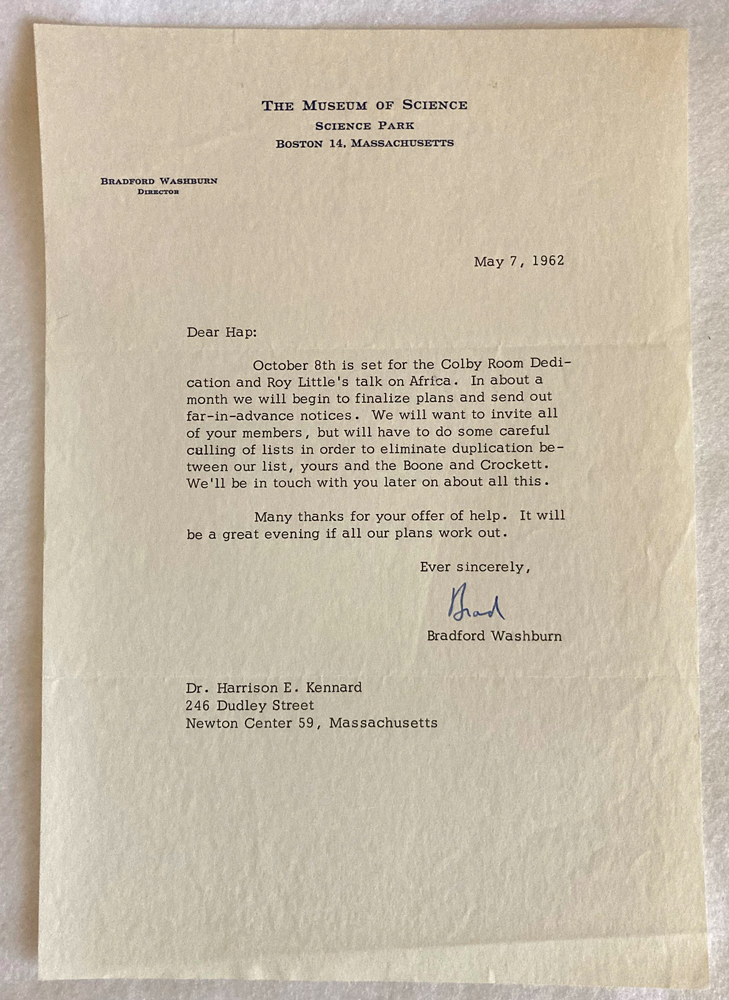 THE MUSEUM OF SCIENCE
SCIENCE PARK
BOSTON 14, MASSACHUSETTS
BRADFORD WASHBURN
DIRECTOR
May 7, 1962
Dear Hap:
October 8th is set for the Colby Room Dedi-
cation and Roy Little's talk on Africa. In about a
month we will begin to finalize plans and send out
far-in-advance notices. We will want to invite all
of your members, but will have to do some careful
culling of lists in order to eliminate duplication be-
tween our list, yours and the Boone and Crockett.
We'll be in touch with you later on about all this.
Many thanks for your offer of help. It will
be a great evening if all our plans work out.
Ever sincerely,
Brad
Bradford Washburn
Dr. Harrison E. Kennard
246 Dudley Street
Newton Center 59, Massachusetts